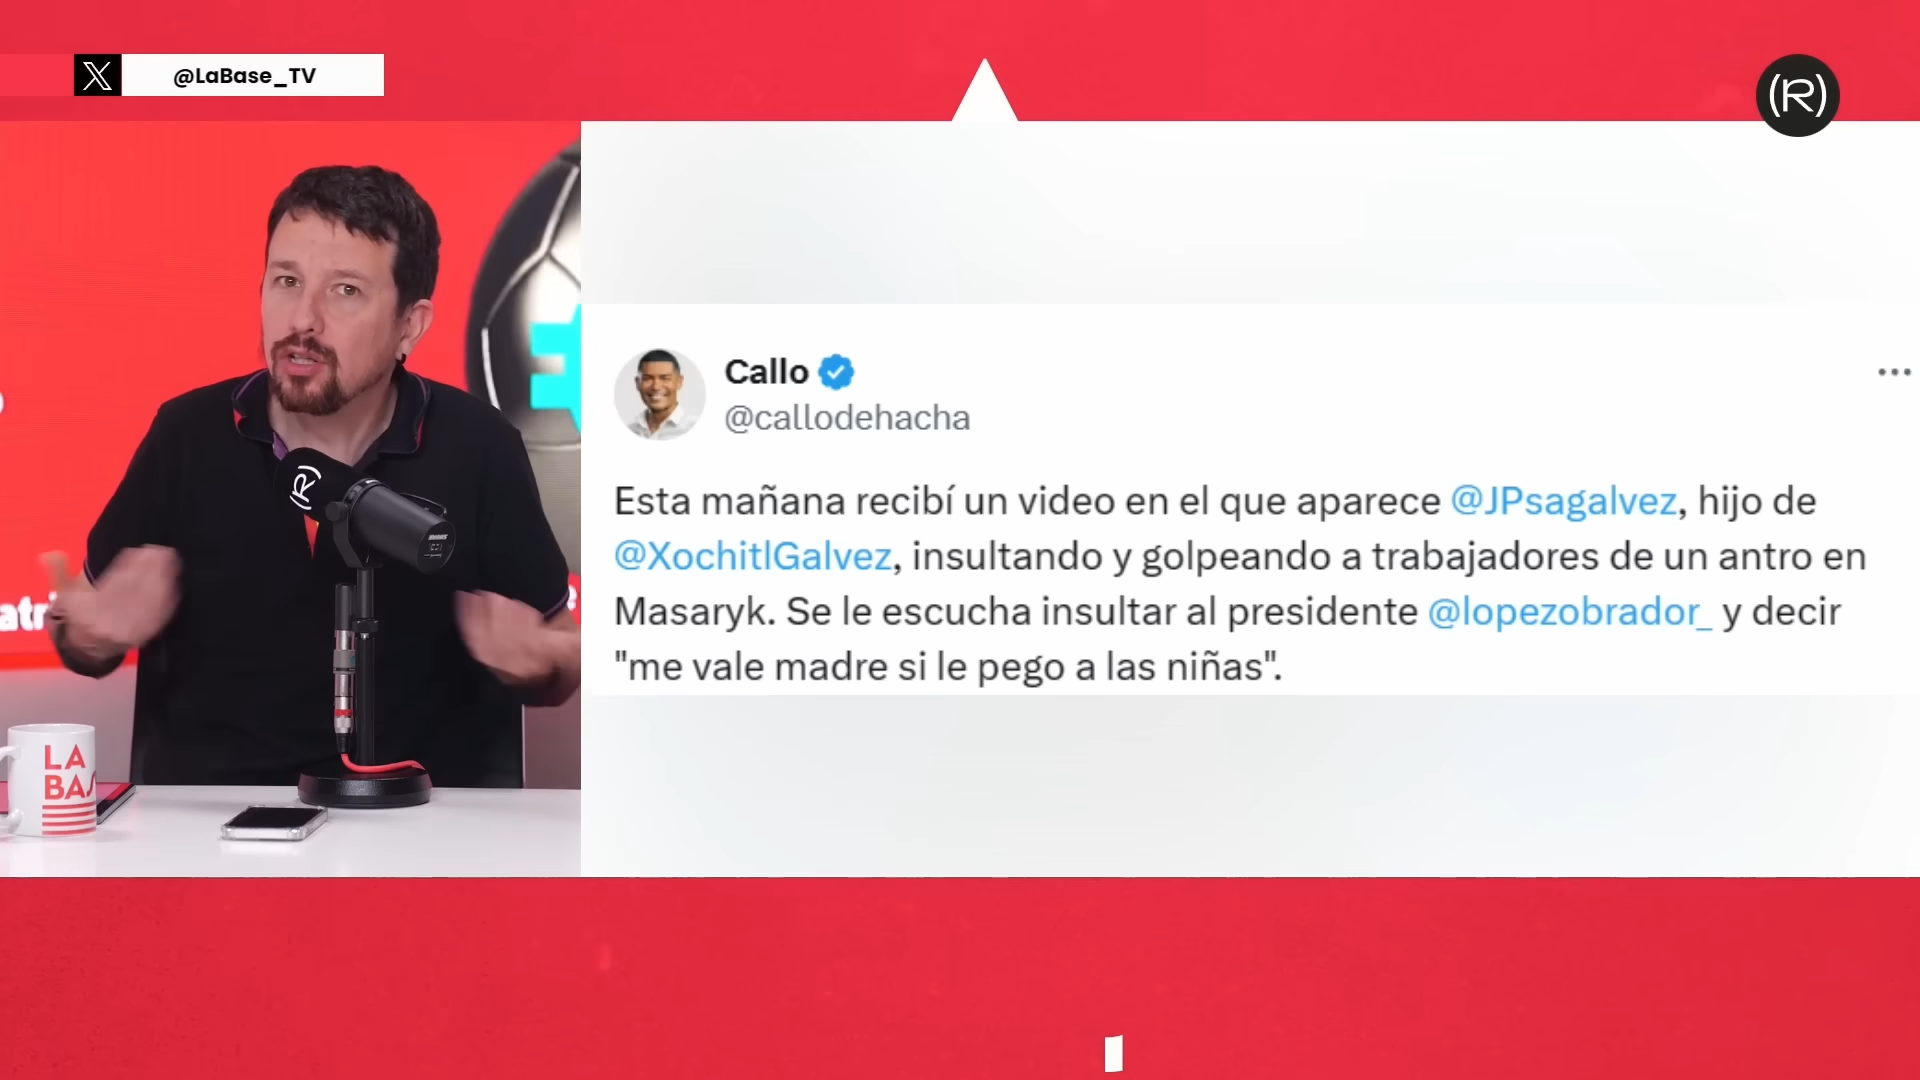 @LaBase_TV
(R)
Callo
@callodehacha
Esta mañana recibí un video en el que aparece @JPsagalvez, hijo de
@XochitlGalvez, insultando y golpeando a trabajadores de un antro en
Masaryk. Se le escucha insultar al presidente @lopezobrador_ y decir
"me vale madre si le pego a las niñas".
(R)
LA
BAS